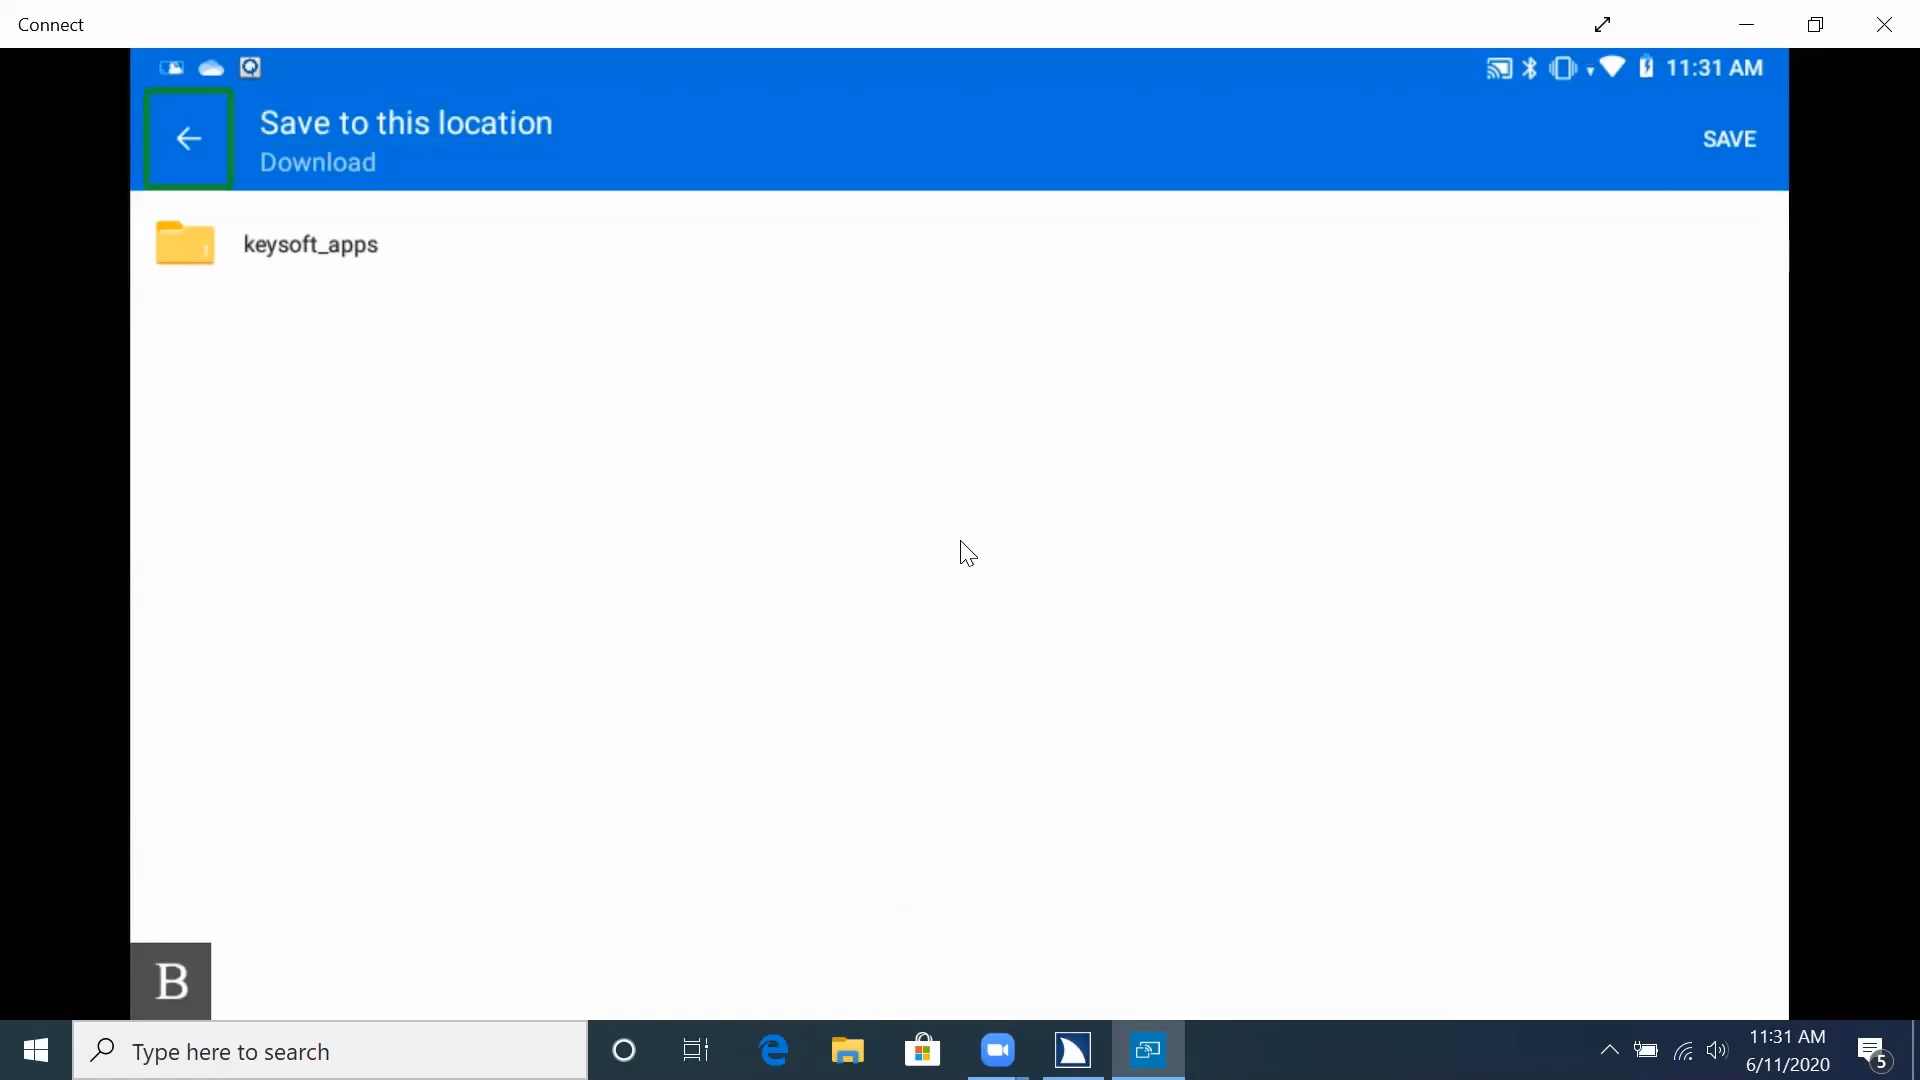 Connect
11:31 AM
Save to this location
Download
SAVE
1
keysoft_apps
B
Type here to search
11:31 AM
6/11/2020
5